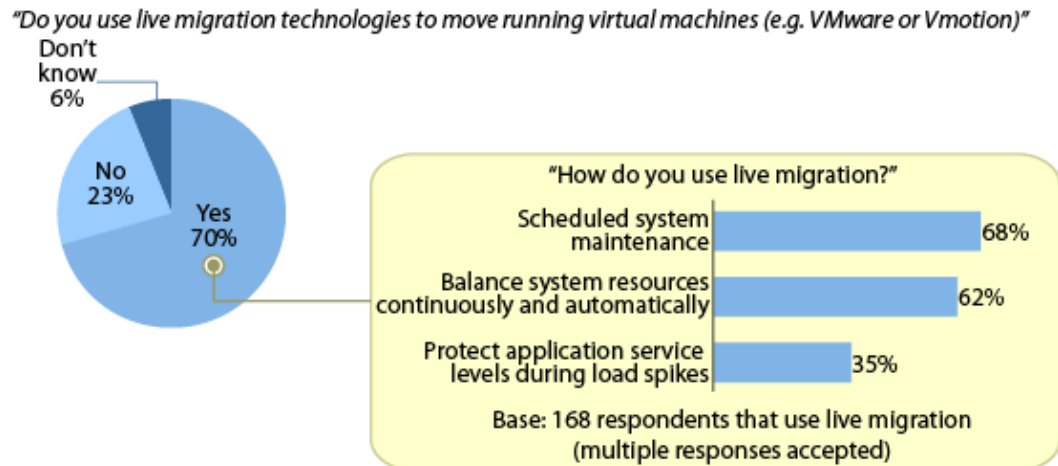 "Do you use live migration technologies to move running virtual machines (e.g. VMware or Vmotion)"
Don't
know
6%
No
23%
Yes
70%
"How do you use live migration?"
Scheduled system
maintenance
68%
Balance system resources
continuously and automatically
62%
Protect application service
levels during load spikes
35%
Base: 168 respondents that use live migration
(multiple responses accepted)